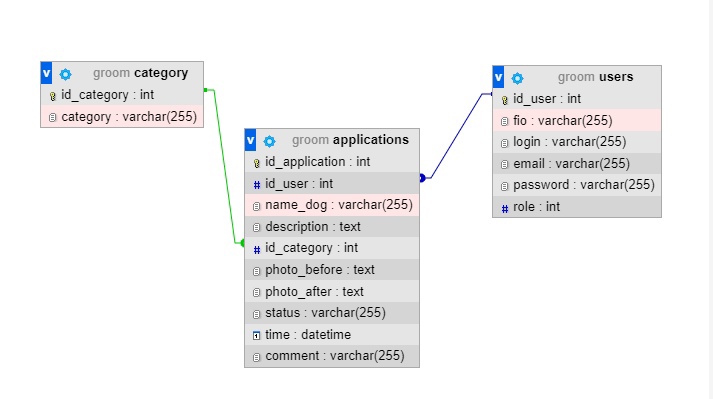 v groom category
id_category : int
category : varchar(255)
v groom applications
id_application : int
id_user : int
name_dog : varchar(255)
description : text
id_category : int
photo_before : text
photo_after : text
status : varchar(255)
time : datetime
comment : varchar(255)
v groom users
id_user : int
fio : varchar(255)
login : varchar(255)
email : varchar(255)
password : varchar(255)
role : int